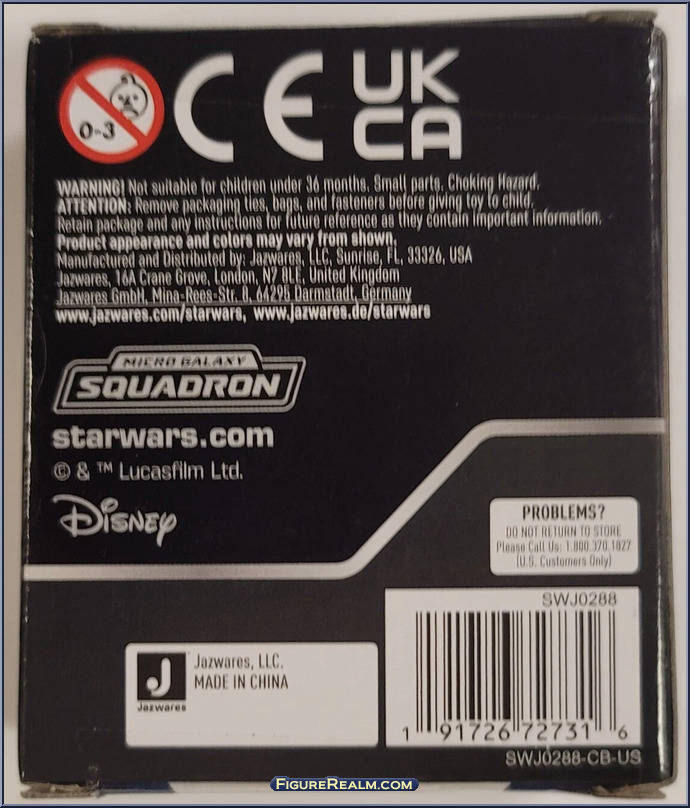 0-3
CE
UK
CA
WARNING! Not suitable for children under 36 months. Small parts. Choking Hazard.
ATTENTION: Remove packaging ties, bags, and fasteners before giving toy to child.
Retain package and any instructions for future reference as they contain important information.
Product appearance and colors may vary from shown.
Manufactured and Distributed by: Jazwares, LLC, Sunrise, FL, 33326, USA
Jazwares, 16A Crane Grove, London, N7 8LE, United Kingdom
Jazwares GmbH, Mina-Rees-Str. 8, 64295 Darmstadt, Germany
www.jazwares.com/starwars, www.jazwares.de/starwars
MICRO GALAXY
SQUADRON
starwars.com
© & ™ Lucasfilm Ltd.
Disney
PROBLEMS?
DO NOT RETURN TO STORE
Please Call Us: 1.800.370.1827
(U.S. Customers Only)
SWJ0288
J
Jazwares
Jazwares, LLC.
MADE IN CHINA
1 91726 72731 6
SWJ0288-CB-US
FIGUREREALM.COM